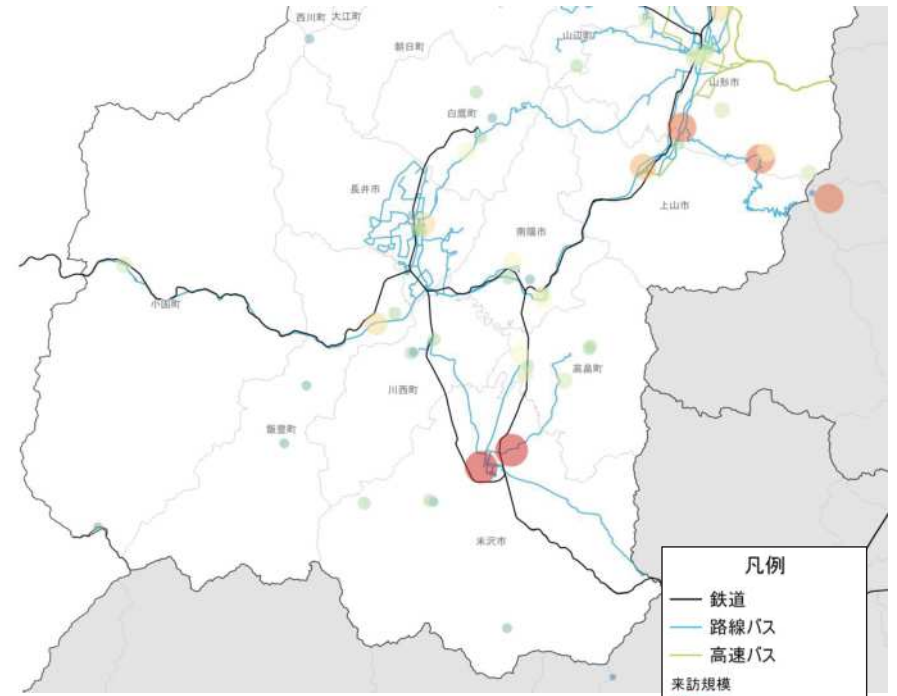 西川町
大江町
朝日町
山辺町
山形市
白鷹町
長井市
上山市
南陽市
小国町
高畠町
川西町
飯豊町
米沢市
凡例
鉄道
路線バス
高速バス
来訪規模